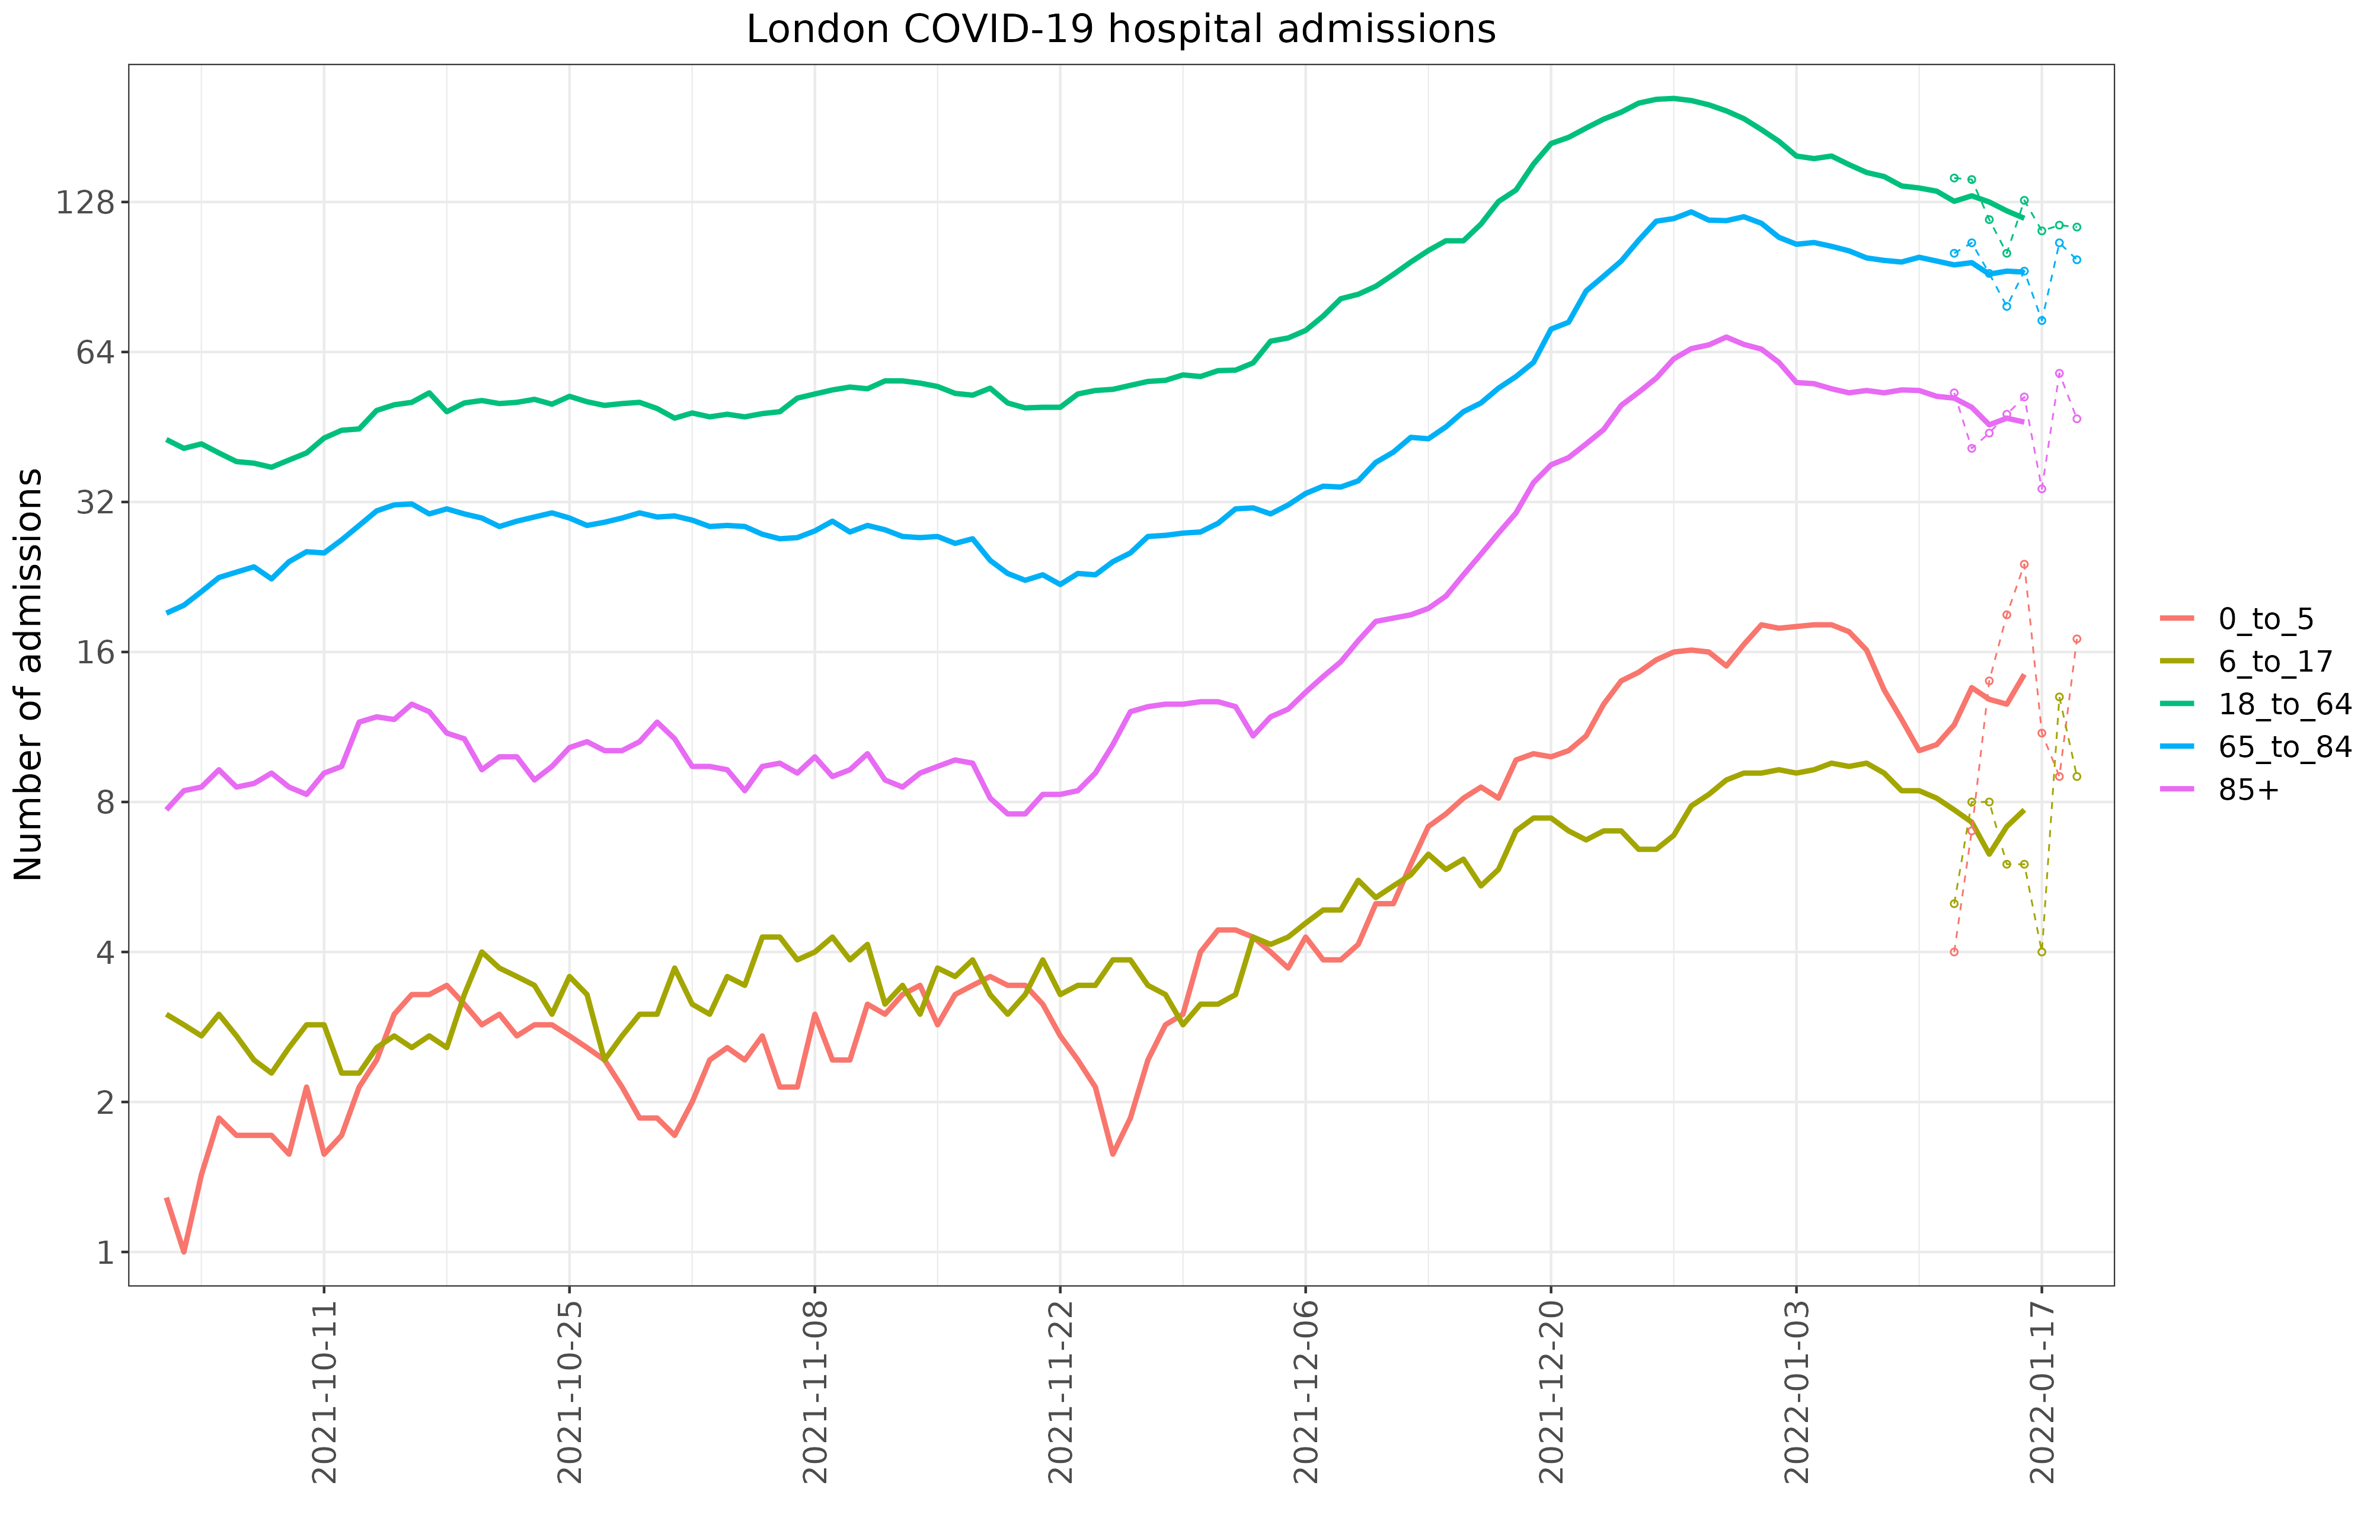 London COVID-19 hospital admissions
Number of admissions
128
64
32
16
8
4
2
1
2021-10-11
2021-10-25
2021-11-08
2021-11-22
2021-12-06
2021-12-20
2022-01-03
2022-01-17
0_to_5
6_to_17
18_to_64
65_to_84
85+